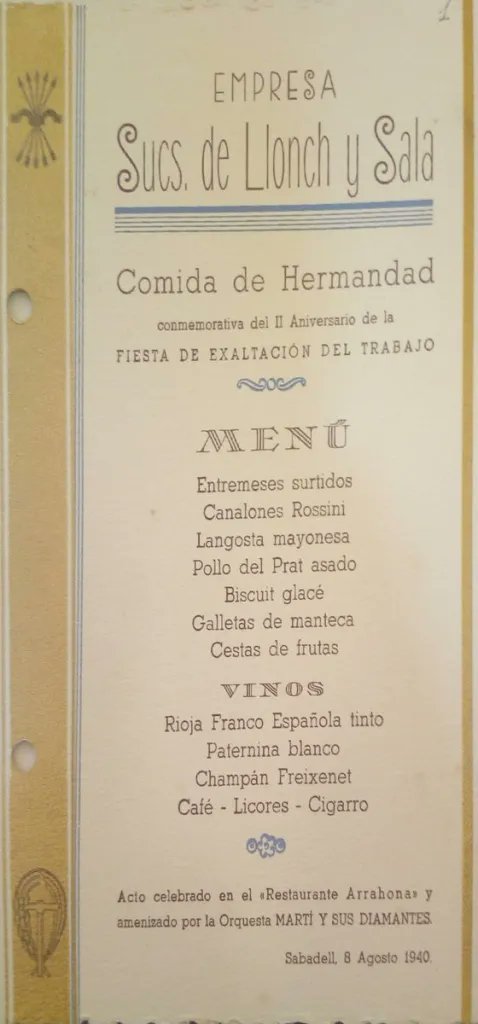 1
EMPRESA
Sucs. de Llonch y Sala
Comida de Hermandad
conmemorativa del II Aniversario de la
FIESTA DE EXALTACIÓN DEL TRABAJO
MENÚ
Entremeses surtidos
Canalones Rossini
Langosta mayonesa
Pollo del Prat asado
Biscuit glacé
Galletas de manteca
Cestas de frutas
VINOS
Rioja Franco Española tinto
Paternina blanco
Champán Freixenet
Café - Licores - Cigarro
Acto celebrado en el «Restaurante Arrahona» y
amenizado por la Orquesta MARTÍ Y SUS DIAMANTES.
Sabadell, 8 Agosto 1940.